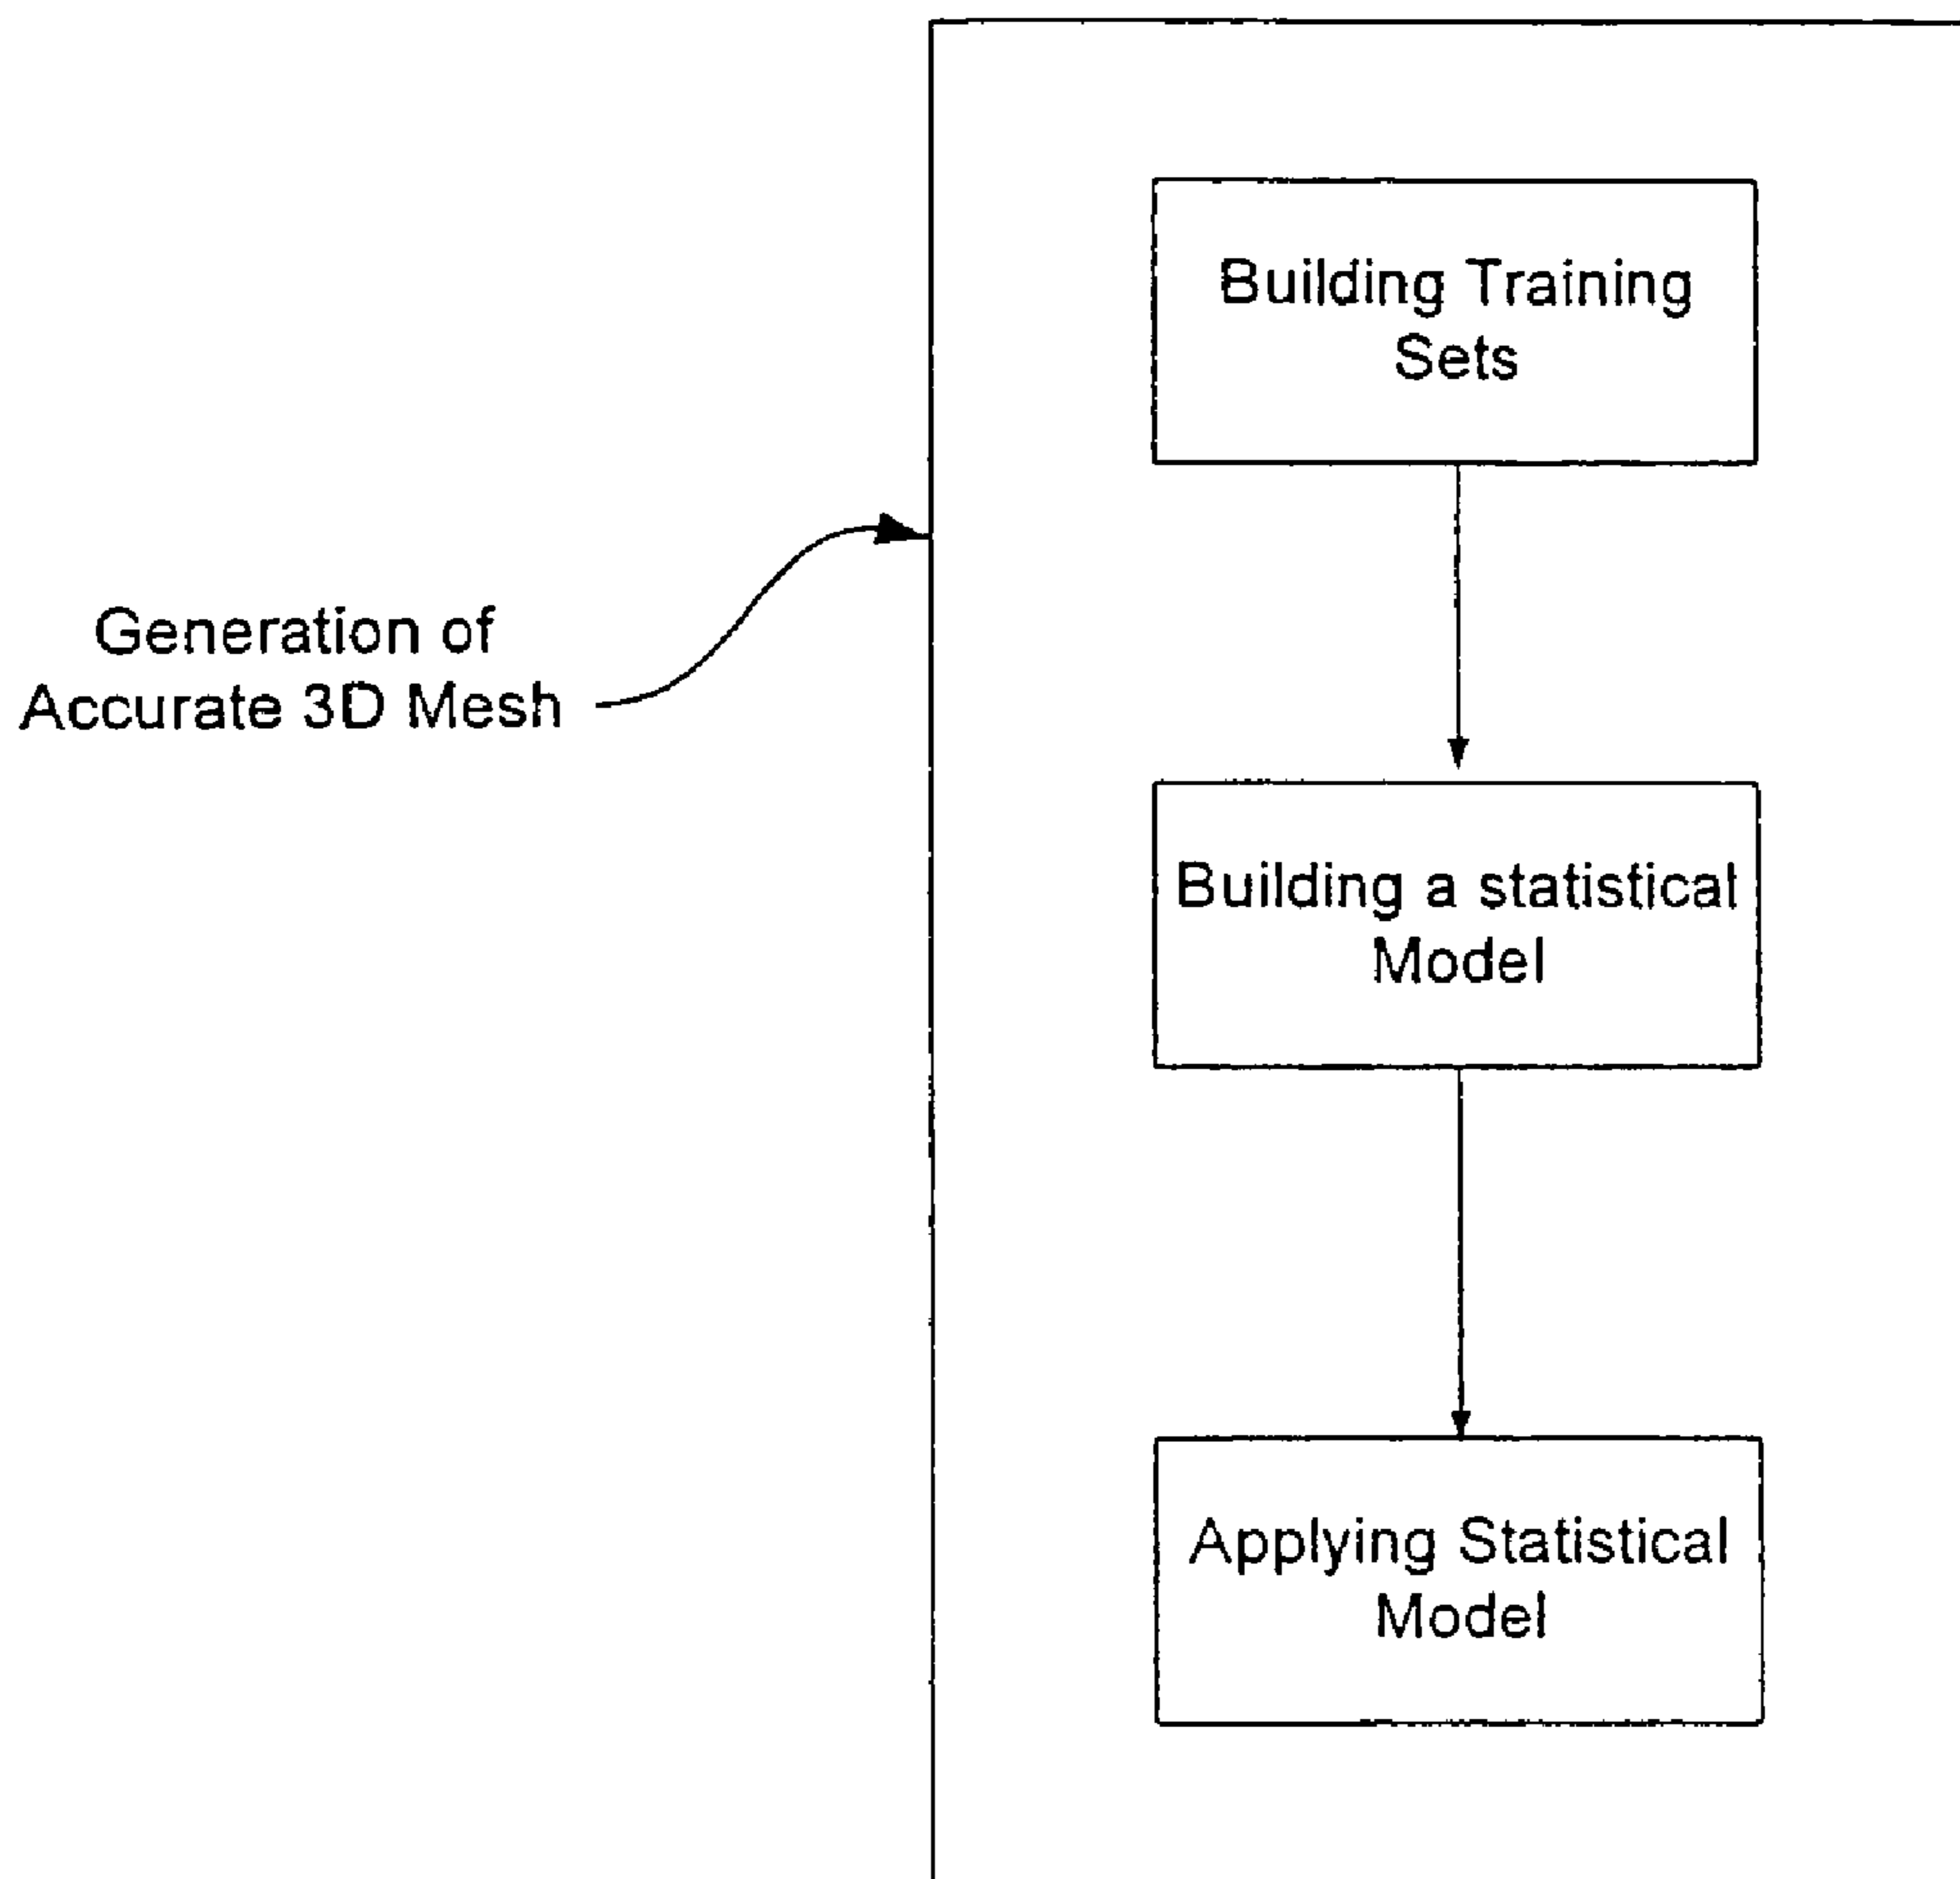 Building Training
Sets
Generation of
Accurate 3D Mesh
Building a statistical
Model
Applying Statistical
Model